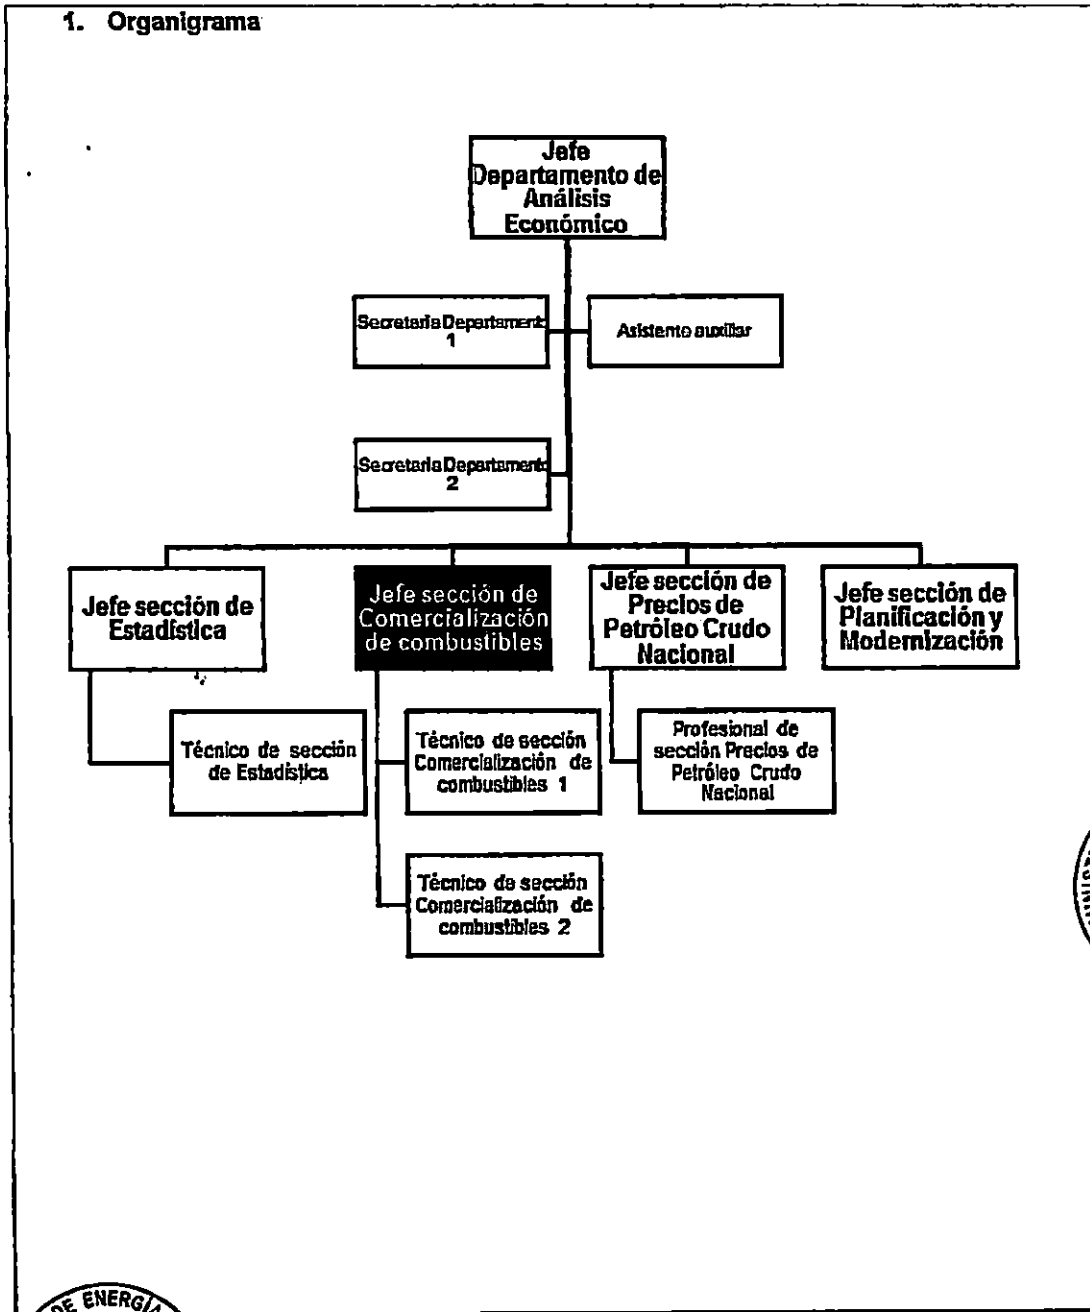 1. Organigrama
Jefe
Departamento de
Análisis
Económico
Secretaria Departamento
1
Asistente auxiliar
Secretaria Departamento
2
Jefe sección de
Estadística
Jefe sección de
Comercialización
de combustibles
Jefe sección de
Precios de
Petróleo Crudo
Nacional
Jefe sección de
Planificación y
Modernización
Técnico de sección
de Estadística
Técnico de sección
Comercialización de
combustibles 1
Profesional de
sección Precios de
Petróleo Crudo
Nacional
Técnico de sección
Comercialización de
combustibles 2
DE ENERGÍA